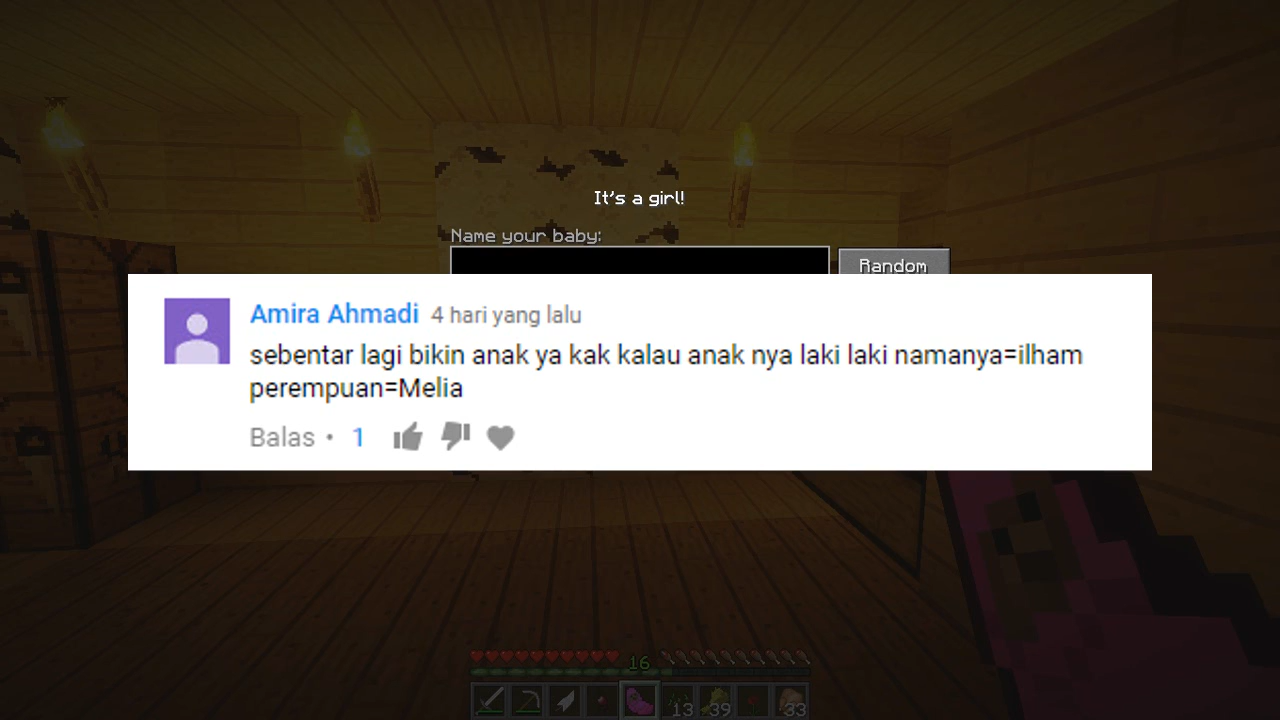 It's a girl!
Name your baby:
Random
Amira Ahmadi 4 hari yang lalu
sebentar lagi bikin anak ya kak kalau anak nya laki laki namanya=ilham
perempuan=Melia
Balas • 1
16
13 39 33